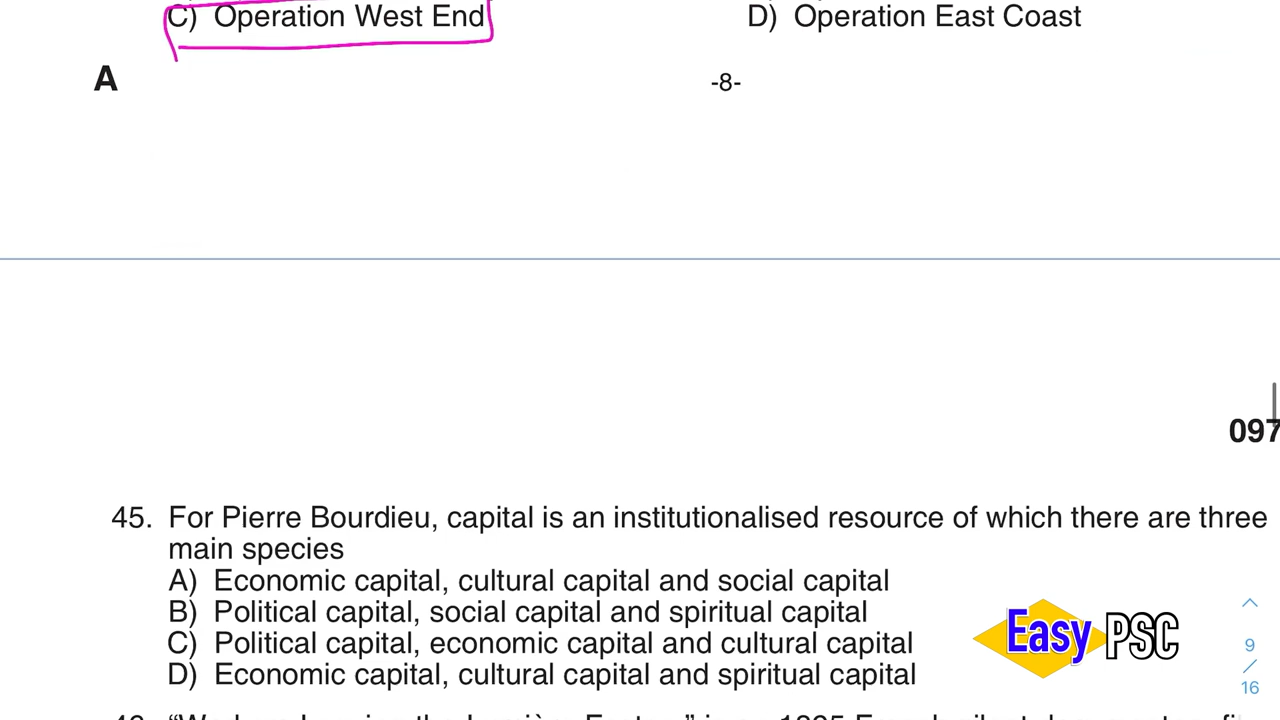 C) Operation West End
D) Operation East Coast
A
-8-
097
45. For Pierre Bourdieu, capital is an institutionalised resource of which there are three
main species
A) Economic capital, cultural capital and social capital
B) Political capital, social capital and spiritual capital
C) Political capital, economic capital and cultural capital
D) Economic capital, cultural capital and spiritual capital
Easy PSC
9
/
16